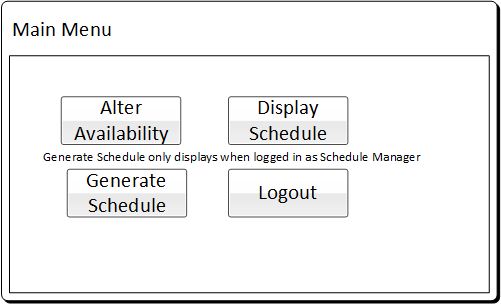 Main Menu
Alter
Availability
Display
Schedule
Generate Schedule only displays when logged in as Schedule Manager
Generate
Schedule
Logout